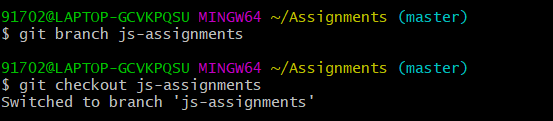 91702@LAPTOP-GCVKPQSU MINGW64 ~/Assignments (master)
$ git branch js-assignments
91702@LAPTOP-GCVKPQSU MINGW64 ~/Assignments (master)
$ git checkout js-assignments
Switched to branch 'js-assignments'